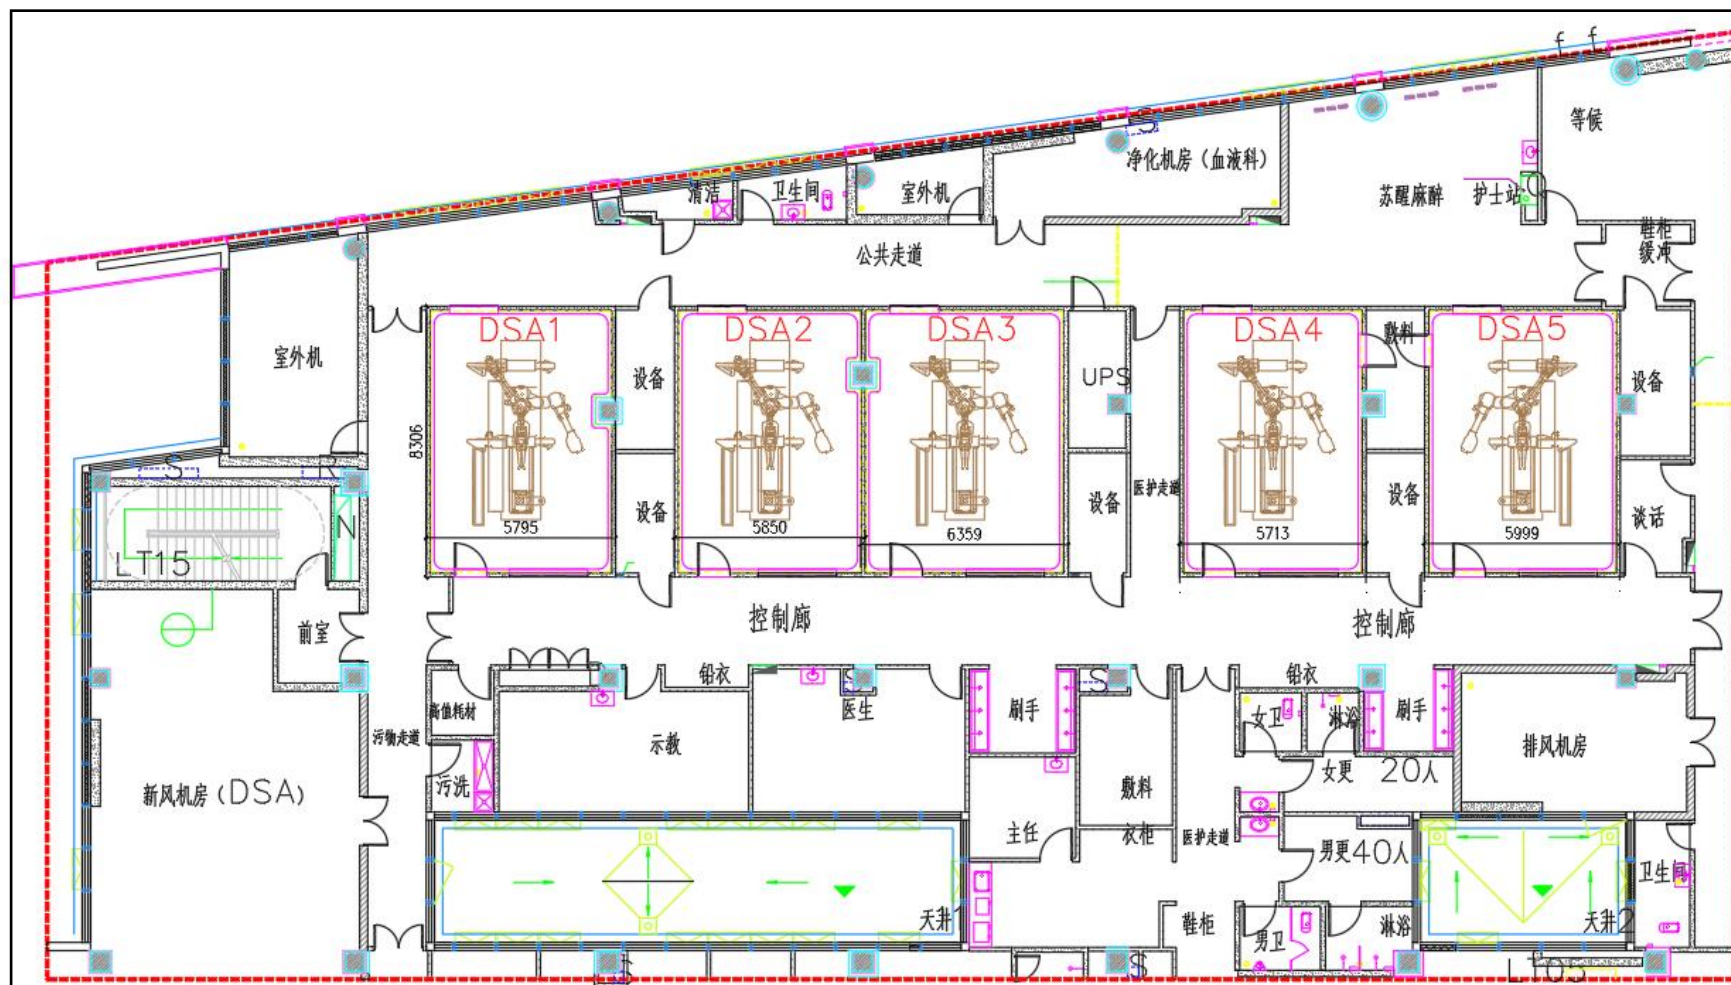 f f
等候
净化机房（血液科）
清洁
卫生间
室外机
苏醒麻醉
护士站
鞋柜
缓冲
公共走道
DSA1
DSA2
DSA3
DSA4
敷料
DSA5
室外机
设备
UPS
设备
8306
S
设备
设备
医护走道
设备
谈话
N
5795
5850
6359
5713
5999
LT15
前室
控制廊
控制廊
铅衣
S
铅衣
高值耗材
医生
刷手
女卫
淋浴
刷手
污物走道
示教
排风机房
女更
20人
新风机房（DSA）
污洗
敷料
主任
衣柜
医护走道
男更40人
卫生间
天井1
鞋柜
淋浴
天井2
男卫
S
S
LT05